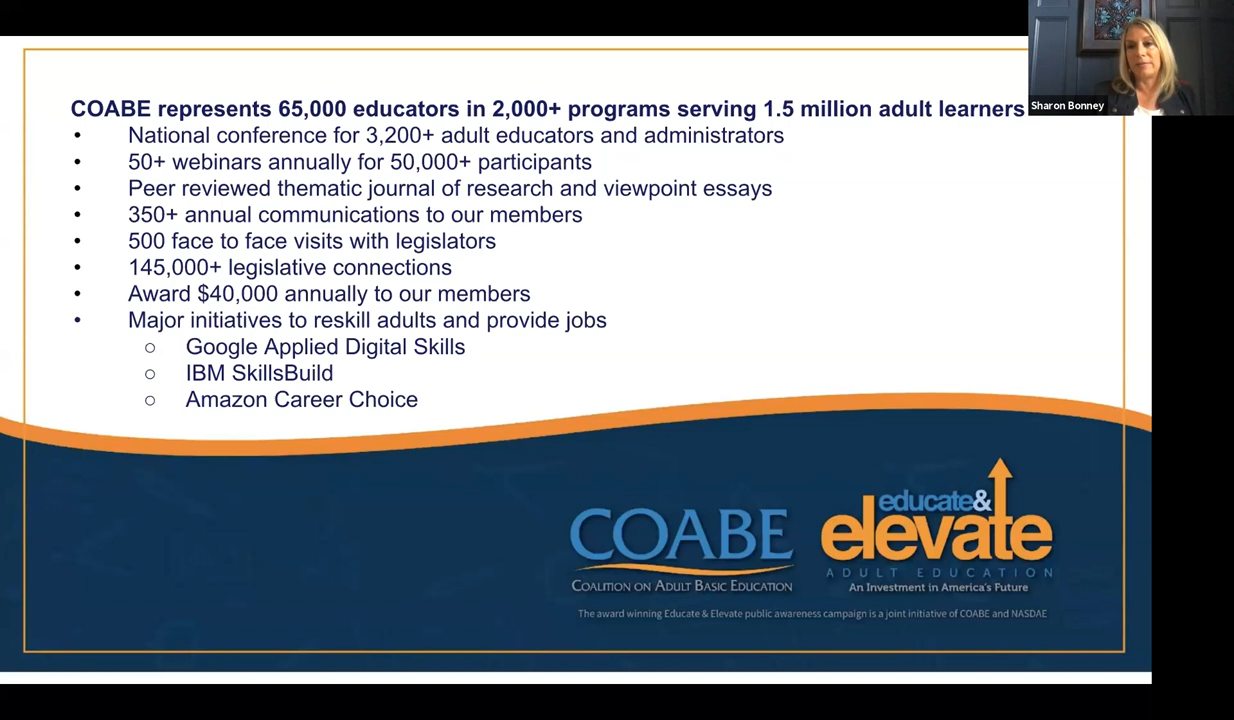 COABE represents 65,000 educators in 2,000+ programs serving 1.5 million adult learners
• National conference for 3,200+ adult educators and administrators
• 50+ webinars annually for 50,000+ participants
• Peer reviewed thematic journal of research and viewpoint essays
• 350+ annual communications to our members
• 500 face to face visits with legislators
• 145,000+ legislative connections
• Award $40,000 annually to our members
• Major initiatives to reskill adults and provide jobs
○ Google Applied Digital Skills
○ IBM SkillsBuild
○ Amazon Career Choice
Sharon Bonney
COABE
COALITION ON ADULT BASIC EDUCATION
educate&
elevate
ADULT EDUCATION
An Investment in America's Future
The award winning Educate & Elevate public awareness campaign is a joint initiative of COABE and NASDAE